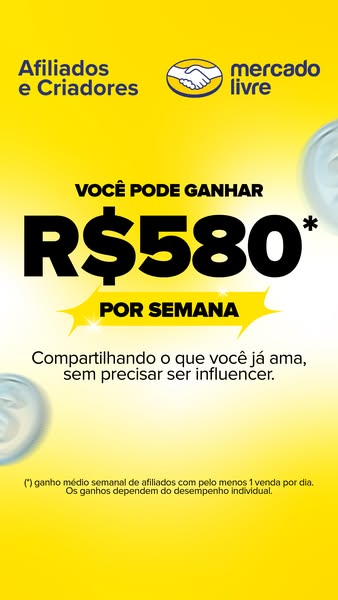 Afiliados
e Criadores
mercado
livre
VOCÊ PODE GANHAR
R$580*
POR SEMANA
Compartilhando o que você já ama,
sem precisar ser influencer.
(*) ganho médio semanal de afiliados com pelo menos 1 venda por dia.
Os ganhos dependem do desempenho individual.